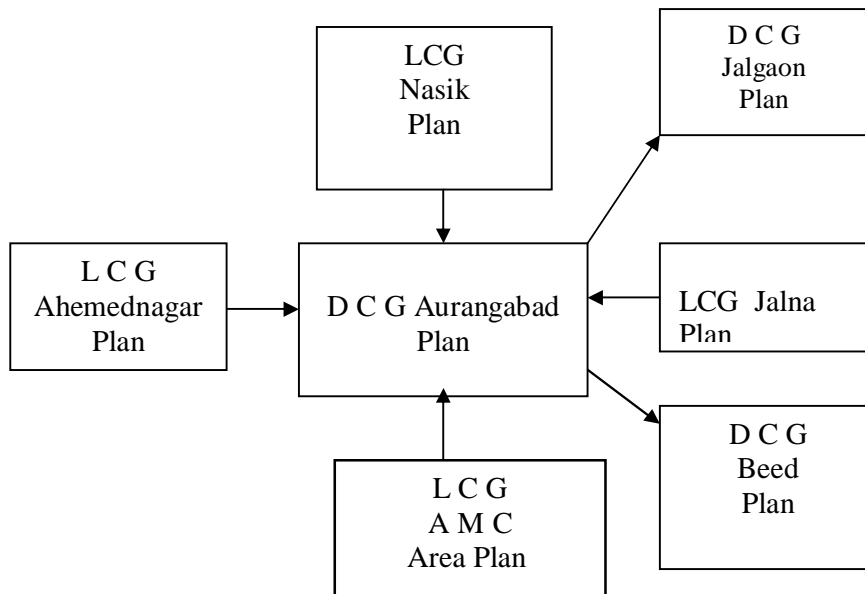 LCG
Nasik
Plan
D C G
Jalgaon
Plan
L C G
Ahemednagar
Plan
D C G Aurangabad
Plan
LCG Jalna
Plan
L C G
A M C
Area Plan
D C G
Beed
Plan